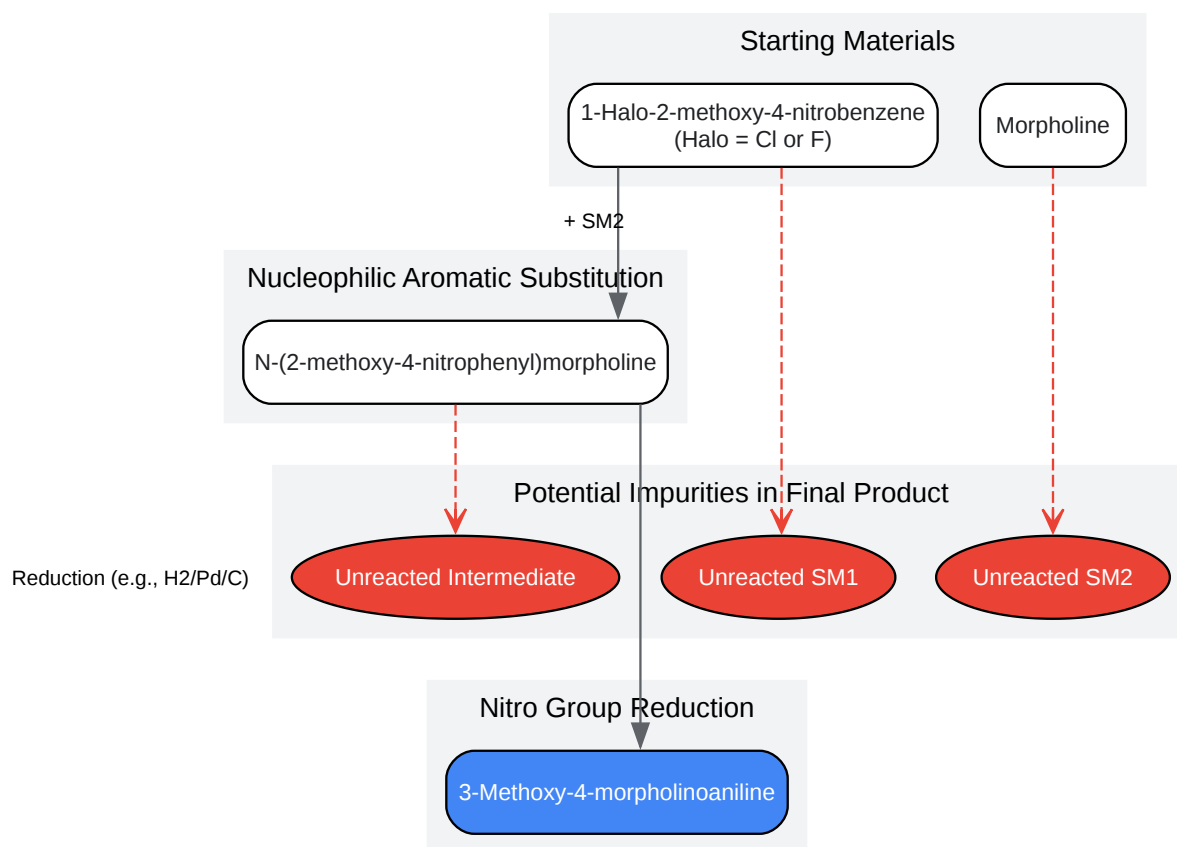 Starting Materials
1-Halo-2-methoxy-4-nitrobenzene
(Halo = Cl or F)
Morpholine
+ SM2
Nucleophilic Aromatic Substitution
N-(2-methoxy-4-nitrophenyl)morpholine
Potential Impurities in Final Product
Reduction (e.g., H2/Pd/C)
Unreacted Intermediate
Unreacted SM1
Unreacted SM2
Nitro Group Reduction
3-Methoxy-4-morpholinoaniline